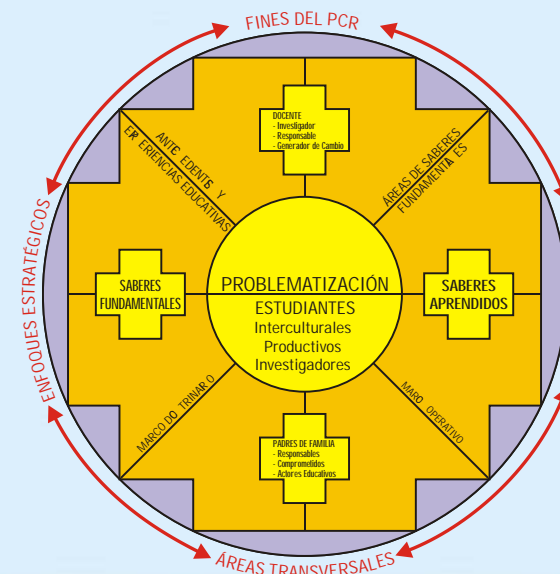 FINES DEL PCR
DOCENTE
- Investigador
- Responsable
- Generador de Cambio
ANTE EDENTS Y
ER ERIENCIAS EDUCATIVAS
ÁREAS DE SABERES
FUNDAMENTA ES
ENFOQUES ESTRATÉGICOS
SABERES
FUNDAMENTALES
PROBLEMATIZACIÓN
ESTUDIANTES
Interculturales
Productivos
Investigadores
SABERES
APRENDIDOS
MARCO DO TRINAR O
MARO OPERATIVO
PADRES DE FAMILIA
- Responsables
- Comprometidos
- Actores Educativos
ÁREAS TRANSVERSALES